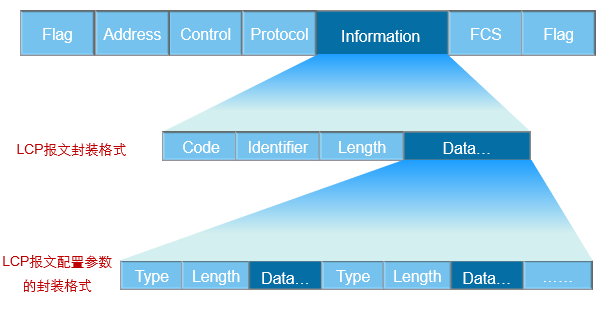 Flag Address Control Protocol Information FCS Flag
LCP报文封装格式 Code Identifier Length Data…
LCP报文配置参数
的封装格式
Type Length Data… Type Length Data… ……